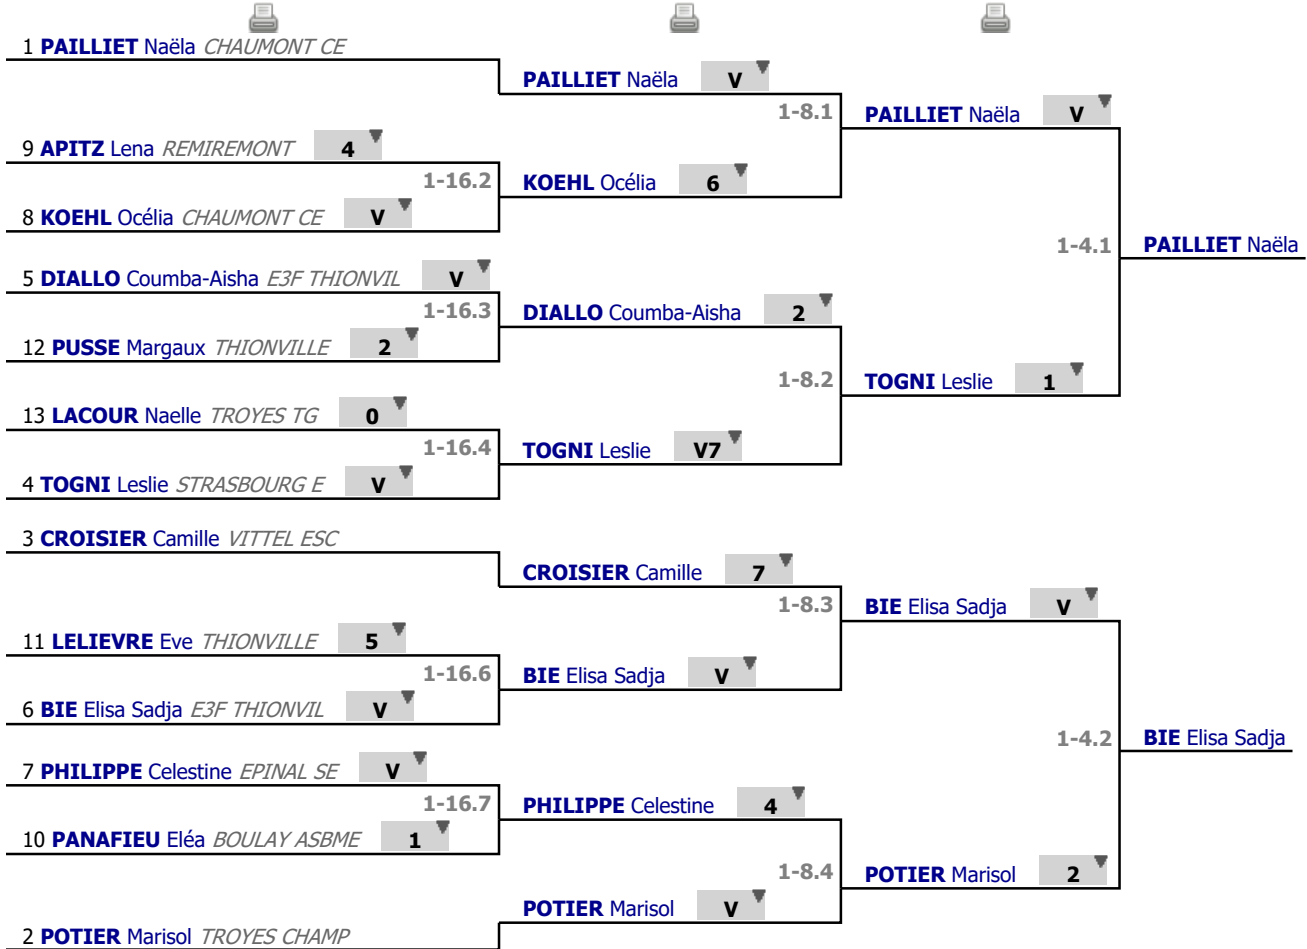 1 PAILLIET Naëla CHAUMONT CE
PAILLIET Naëla V
1-8.1
PAILLIET Naëla V
9 APITZ Lena REMIREMONT 4
1-16.2
KOEHL Océlia 6
8 KOEHL Océlia CHAUMONT CE V
1-4.1
PAILLIET Naëla
5 DIALLO Coumba-Aisha E3F THIONVIL V
1-16.3
DIALLO Coumba-Aisha 2
12 PUSSE Margaux THIONVILLE 2
1-8.2
TOGNI Leslie 1
13 LACOUR Naelle TROYES TG 0
1-16.4
TOGNI Leslie V7
4 TOGNI Leslie STRASBOURG E V
3 CROISIER Camille VITTEL ESC
CROISIER Camille 7
1-8.3
BIE Elisa Sadja V
11 LELIEVRE Eve THIONVILLE 5
1-16.6
BIE Elisa Sadja V
6 BIE Elisa Sadja E3F THIONVIL V
1-4.2
BIE Elisa Sadja
7 PHILIPPE Celestine EPINAL SE V
1-16.7
PHILIPPE Celestine 4
10 PANAFIEU Eléa BOULAY ASBME 1
1-8.4
POTIER Marisol 2
POTIER Marisol V
2 POTIER Marisol TROYES CHAMP